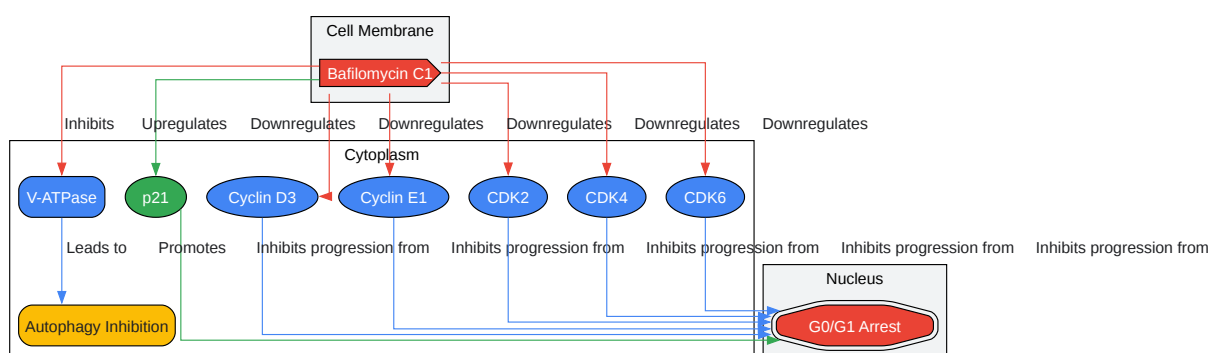 Cell Membrane
Bafilomycin C1
Inhibits Upregulates Downregulates Downregulates Downregulates Downregulates Downregulates
Cytoplasm
V-ATPase p21 Cyclin D3 Cyclin E1 CDK2 CDK4 CDK6
Leads to Promotes Inhibits progression from Inhibits progression from Inhibits progression from Inhibits progression from Inhibits progression from
Nucleus
Autophagy Inhibition G0/G1 Arrest